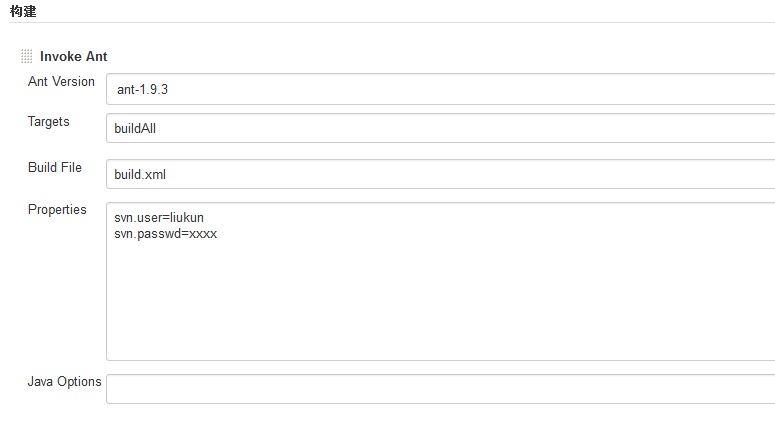 构建
Invoke Ant
Ant Version
ant-1.9.3
Targets
buildAll
Build File
build.xml
Properties
svn.user=liukun
svn.passwd=xxxx
Java Options